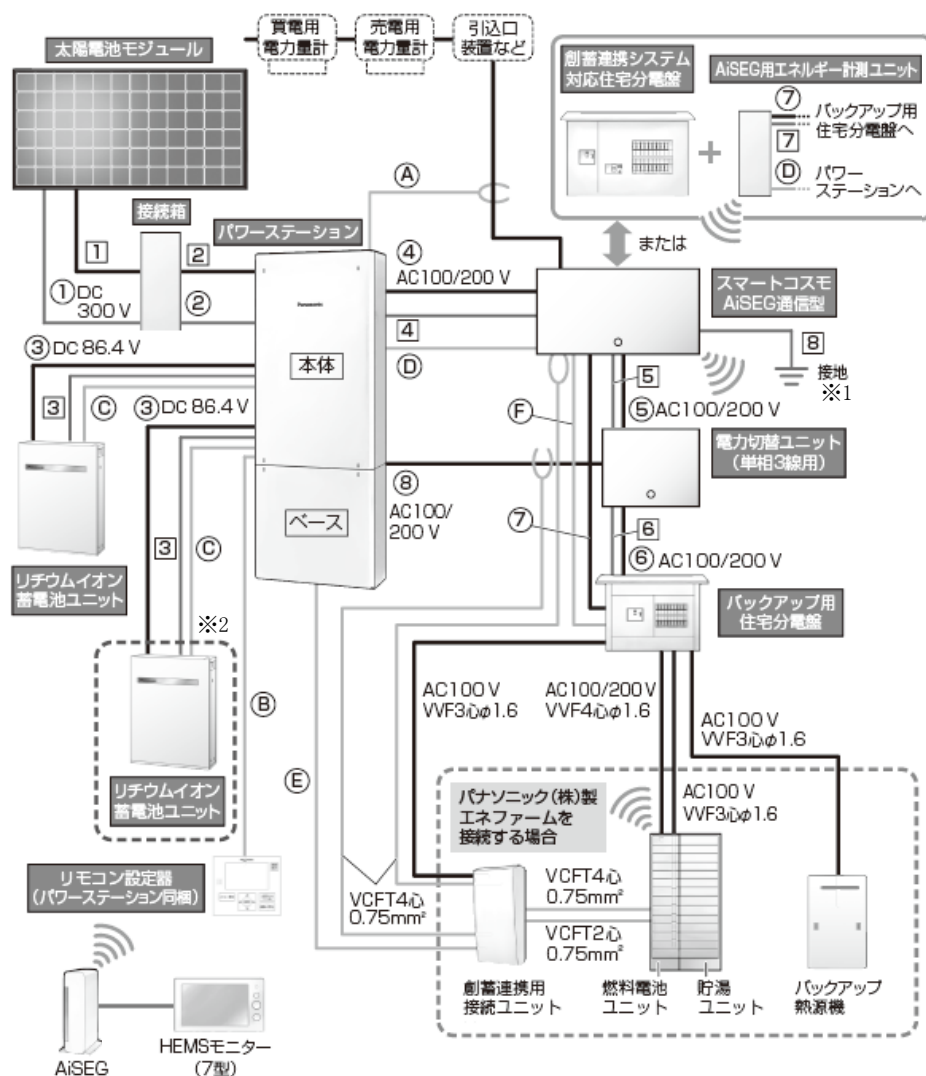 買電用
電力量計
売電用
電力量計
引込口
装置など
太陽電池モジュール
創蓄連携システム
対応住宅分電盤
AiSEG用エネルギー計測ユニット
⑦
バックアップ用
住宅分電盤へ
7
Ⓓ
パワー
ステーションへ
Ⓐ
接続箱
パワーステーション
または
1
2
④
AC100/200 V
スマートコスモ
AiSEG通信型
①DC
300 V
②
Panasonic
4
8
③DC 86.4 V
本体
Ⓓ
接地
※1
3
Ⓒ
③DC 86.4 V
5
Ⓕ
⑤AC100/200 V
電力切替ユニット
(単相3線用)
⑧
AC100/
200 V
ベース
⑦
6
3
Ⓒ
⑥AC100/200 V
リチウムイオン
蓄電池ユニット
バックアップ用
住宅分電盤
※2
Ⓑ
AC100 V
VVF3心φ1.6
AC100/200 V
VVF4心φ1.6
AC100 V
VVF3心φ1.6
Ⓔ
リチウムイオン
蓄電池ユニット
パナソニック(株)製
エネファームを
接続する場合
AC100 V
VVF3心φ1.6
リモコン設定器
(パワーステーション同梱)
VCFT4心
0.75mm²
VCFT4心
0.75mm²
VCFT2心
0.75mm²
創蓄連携用
接続ユニット
燃料電池
ユニット
貯湯
ユニット
バックアップ
熱源機
AiSEG
HEMSモニター
(7型)